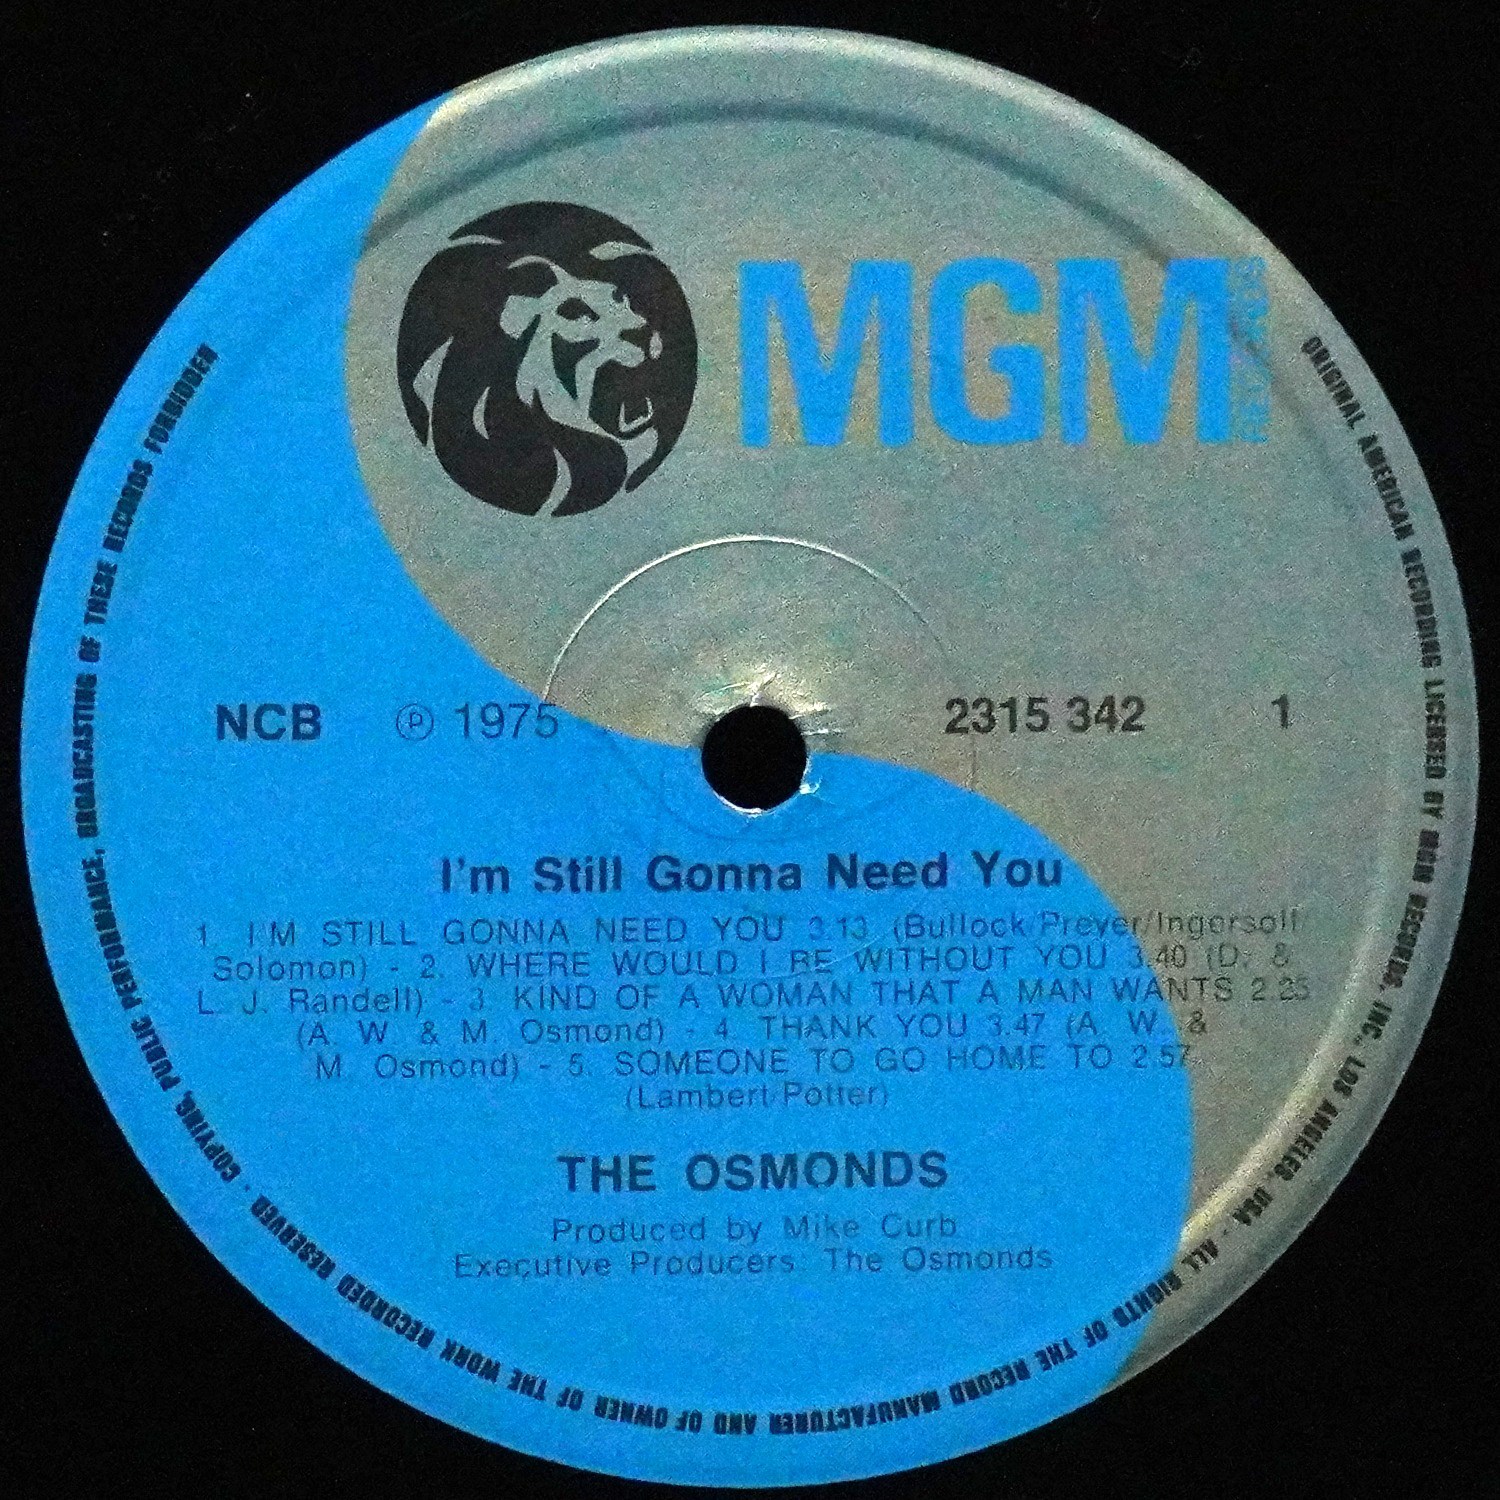 MGM
RECORDS
NCB ℗ 1975 2315 342 1
I'm Still Gonna Need You
1. I'M STILL GONNA NEED YOU 3.13 (Bullock/Preyer/Ingersoll/
Solomon) - 2. WHERE WOULD I BE WITHOUT YOU 3.40 (D. &
L. J. Randell) - 3. KIND OF A WOMAN THAT A MAN WANTS 2.25
(A. W. & M. Osmond) - 4. THANK YOU 3.47 (A. W. &
M. Osmond) - 5. SOMEONE TO GO HOME TO 2.57
(Lambert/Potter)
THE OSMONDS
Produced by Mike Curb
Executive Producers: The Osmonds
ORIGINAL AMERICAN RECORDING LICENSED BY MGM RECORDS, INC., LOS ANGELES, USA · ALL RIGHTS OF THE RECORD MANUFACTURER AND OF OWNER OF THE WORK RECORDED RESERVED · COPYING, PUBLIC PERFORMANCE, BROADCASTING OF THESE RECORDS FORBIDDEN